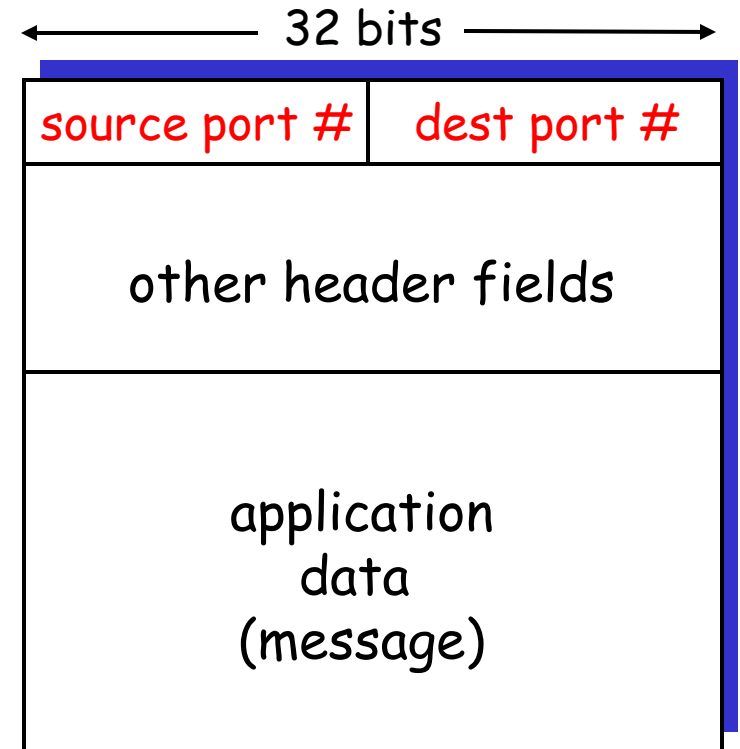 32 bits
source port # dest port #
other header fields
application
data
(message)